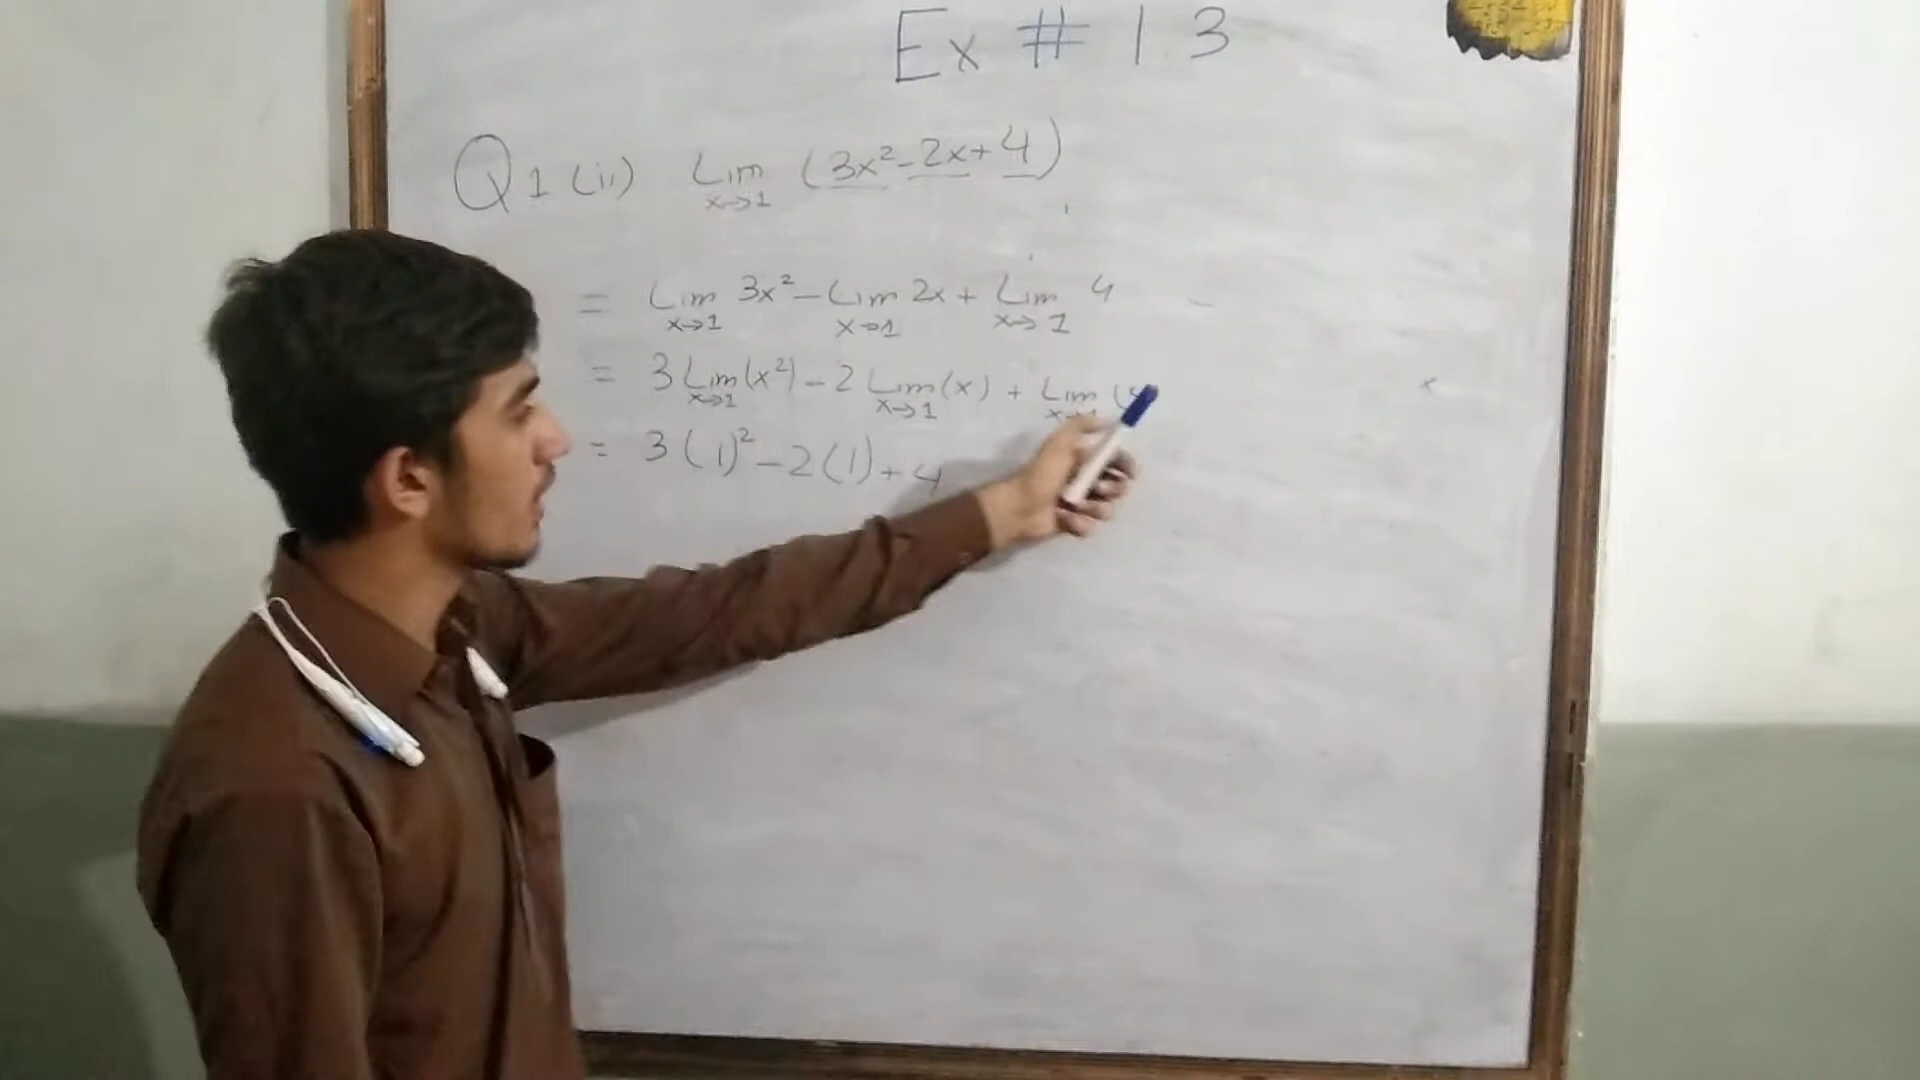 Ex # 1.3
Q1 (ii) Lim x→1 (3x²-2x+4)
= Lim x→1 3x² - Lim x→1 2x + Lim x→1 4
= 3 Lim x→1 (x²) - 2 Lim x→1 (x) + Lim
= 3(1)² - 2(1) + 4